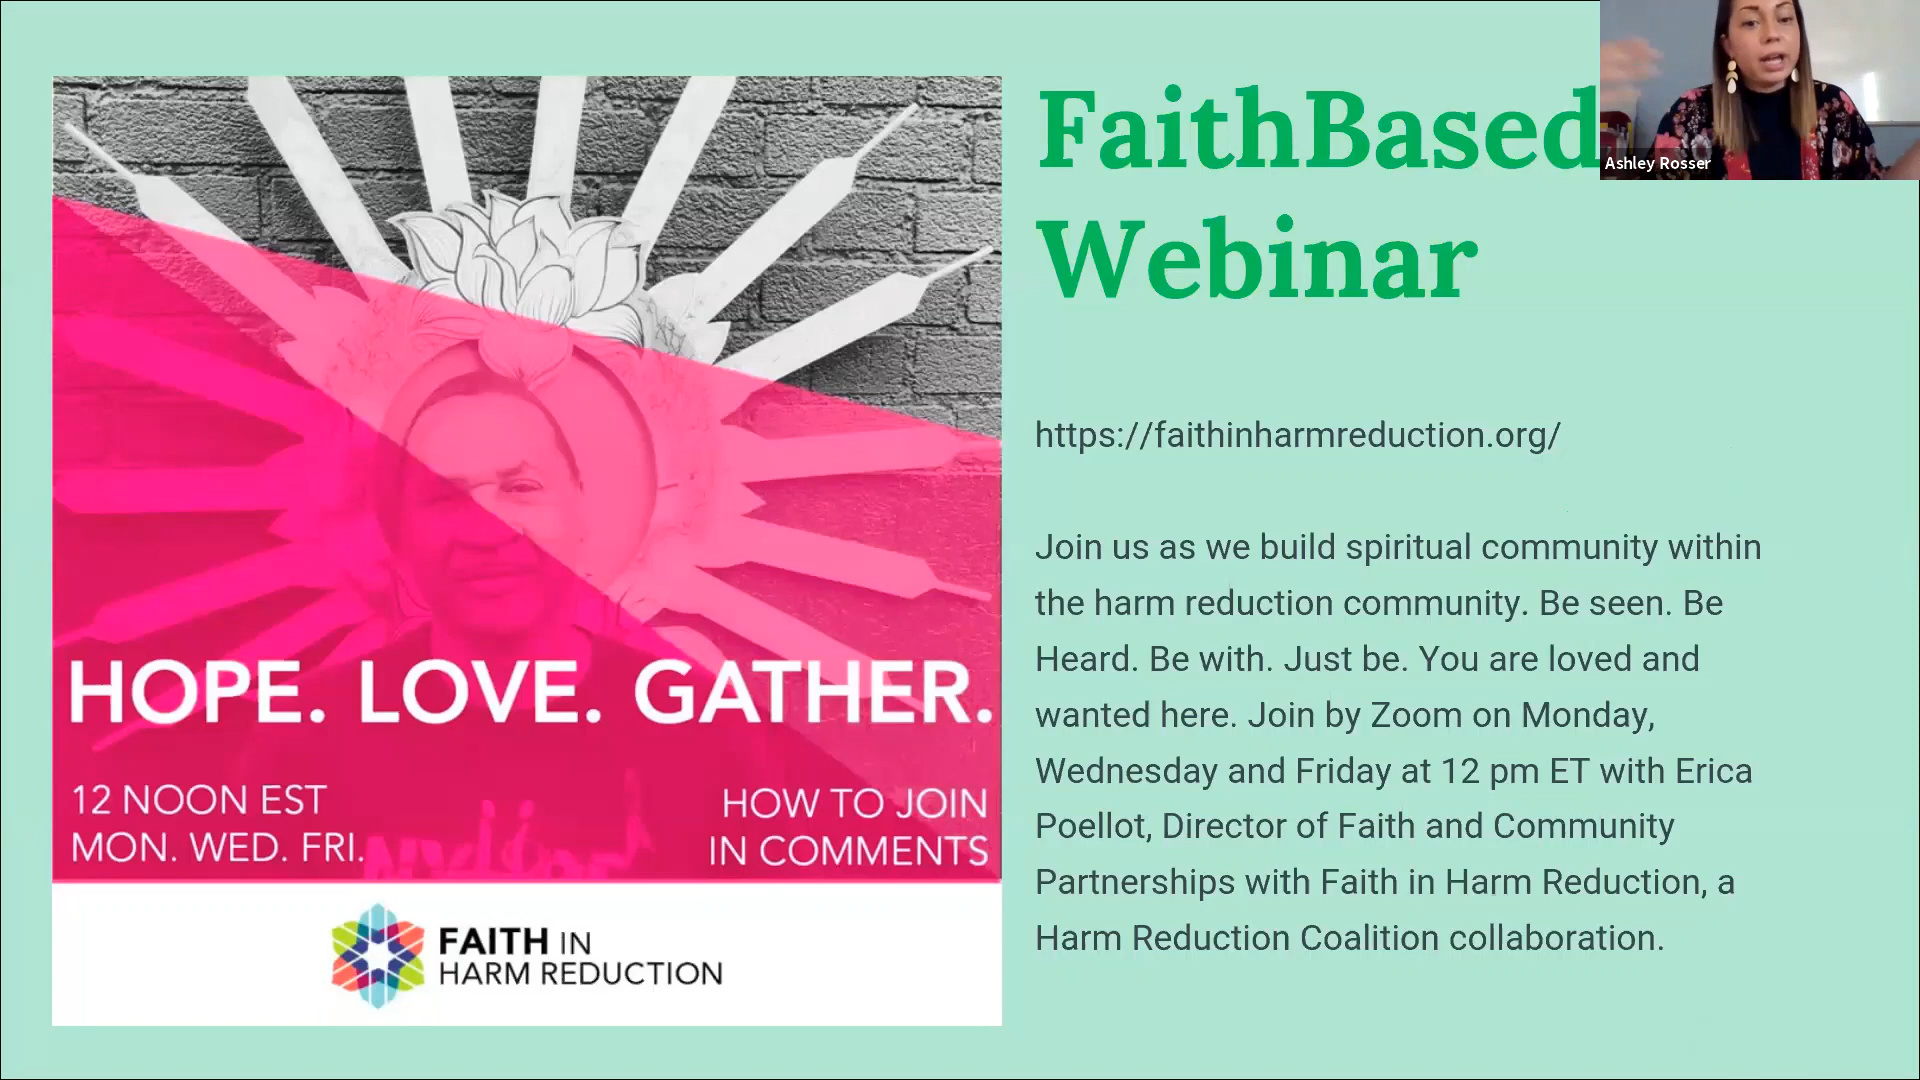 FaithBased
Webinar
Ashley Rosser
https://faithinharmreduction.org/
Join us as we build spiritual community within
the harm reduction community. Be seen. Be
Heard. Be with. Just be. You are loved and
wanted here. Join by Zoom on Monday,
Wednesday and Friday at 12 pm ET with Erica
Poellot, Director of Faith and Community
Partnerships with Faith in Harm Reduction, a
Harm Reduction Coalition collaboration.
HOPE. LOVE. GATHER.
12 NOON EST
MON. WED. FRI.
HOW TO JOIN
IN COMMENTS
FAITH IN
HARM REDUCTION